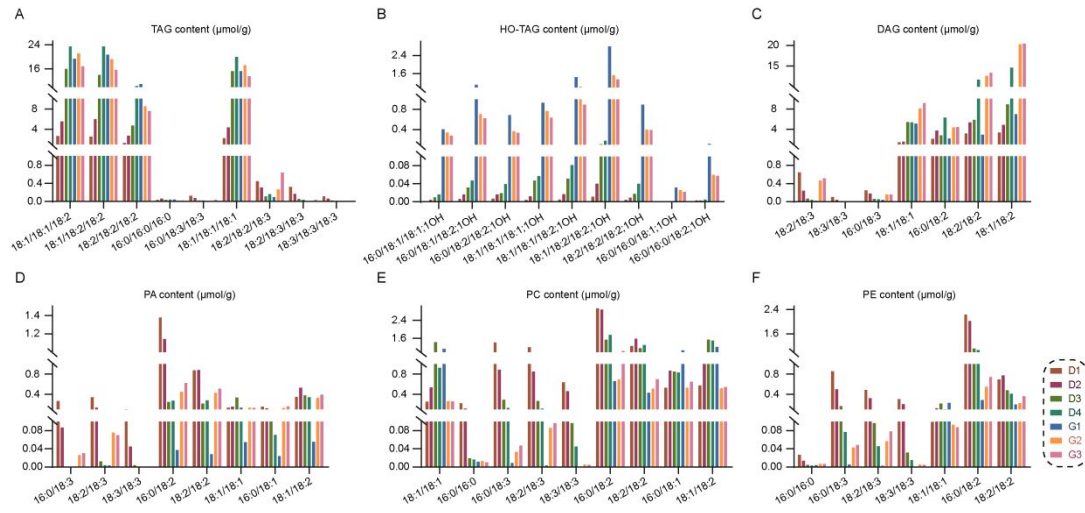 A
TAG content (μmol/g)
24
16
8
4
0.8
0.4
0.0
18:1/18:1/18:2
18:1/18:2/18:2
18:2/18:2/18:2
16:0/16:0/16:0
16:0/18:3/18:3
18:1/18:1/18:1
18:2/18:2/18:3
18:2/18:3/18:3
18:3/18:3/18:3
B
HO-TAG content (μmol/g)
2.4
1.6
0.8
0.4
0.08
0.04
0.00
16:0/18:1/18:1;1OH
16:0/18:1/18:2;1OH
16:0/18:2/18:2;1OH
18:1/18:1/18:1;1OH
18:1/18:1/18:2;1OH
18:1/18:2/18:2;1OH
18:2/18:2/18:2;1OH
16:0/16:0/18:1;1OH
16:0/16:0/18:2;1OH
C
DAG content (μmol/g)
20
15
8
4
0.8
0.4
0.0
18:2/18:3
18:3/18:3
16:0/18:3
18:1/18:1
16:0/18:2
18:2/18:2
18:1/18:2
D
PA content (μmol/g)
1.4
1.2
0.8
0.4
0.08
0.04
0.00
16:0/18:3
18:2/18:3
18:3/18:3
16:0/18:2
18:2/18:2
18:1/18:1
16:0/18:1
18:1/18:2
E
PC content (μmol/g)
2.4
1.6
0.8
0.4
0.08
0.04
0.00
18:1/18:1
16:0/16:0
16:0/18:3
18:2/18:3
18:3/18:3
16:0/18:2
18:2/18:2
16:0/18:1
18:1/18:2
F
PE content (μmol/g)
2.4
1.6
0.8
0.4
0.08
0.04
0.00
16:0/16:0
16:0/18:3
18:2/18:3
18:3/18:3
18:1/18:1
16:0/18:2
18:2/18:2
D1
D2
D3
D4
G1
G2
G3